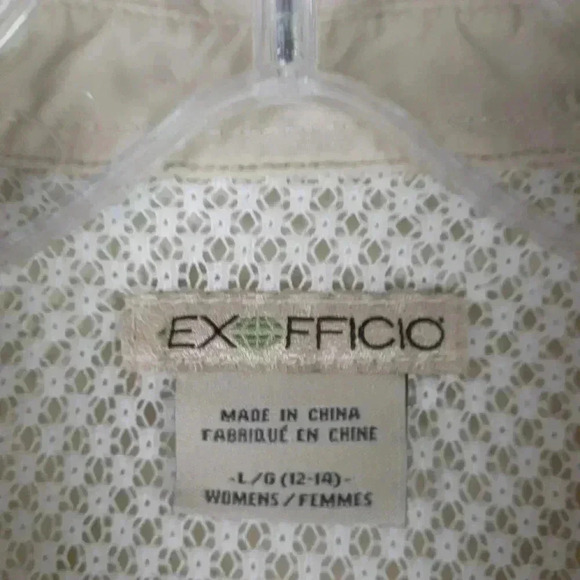 EXOFFICIO
MADE IN CHINA
FABRIQUÉ EN CHINE
-L/G (12-14)-
WOMENS/FEMMES